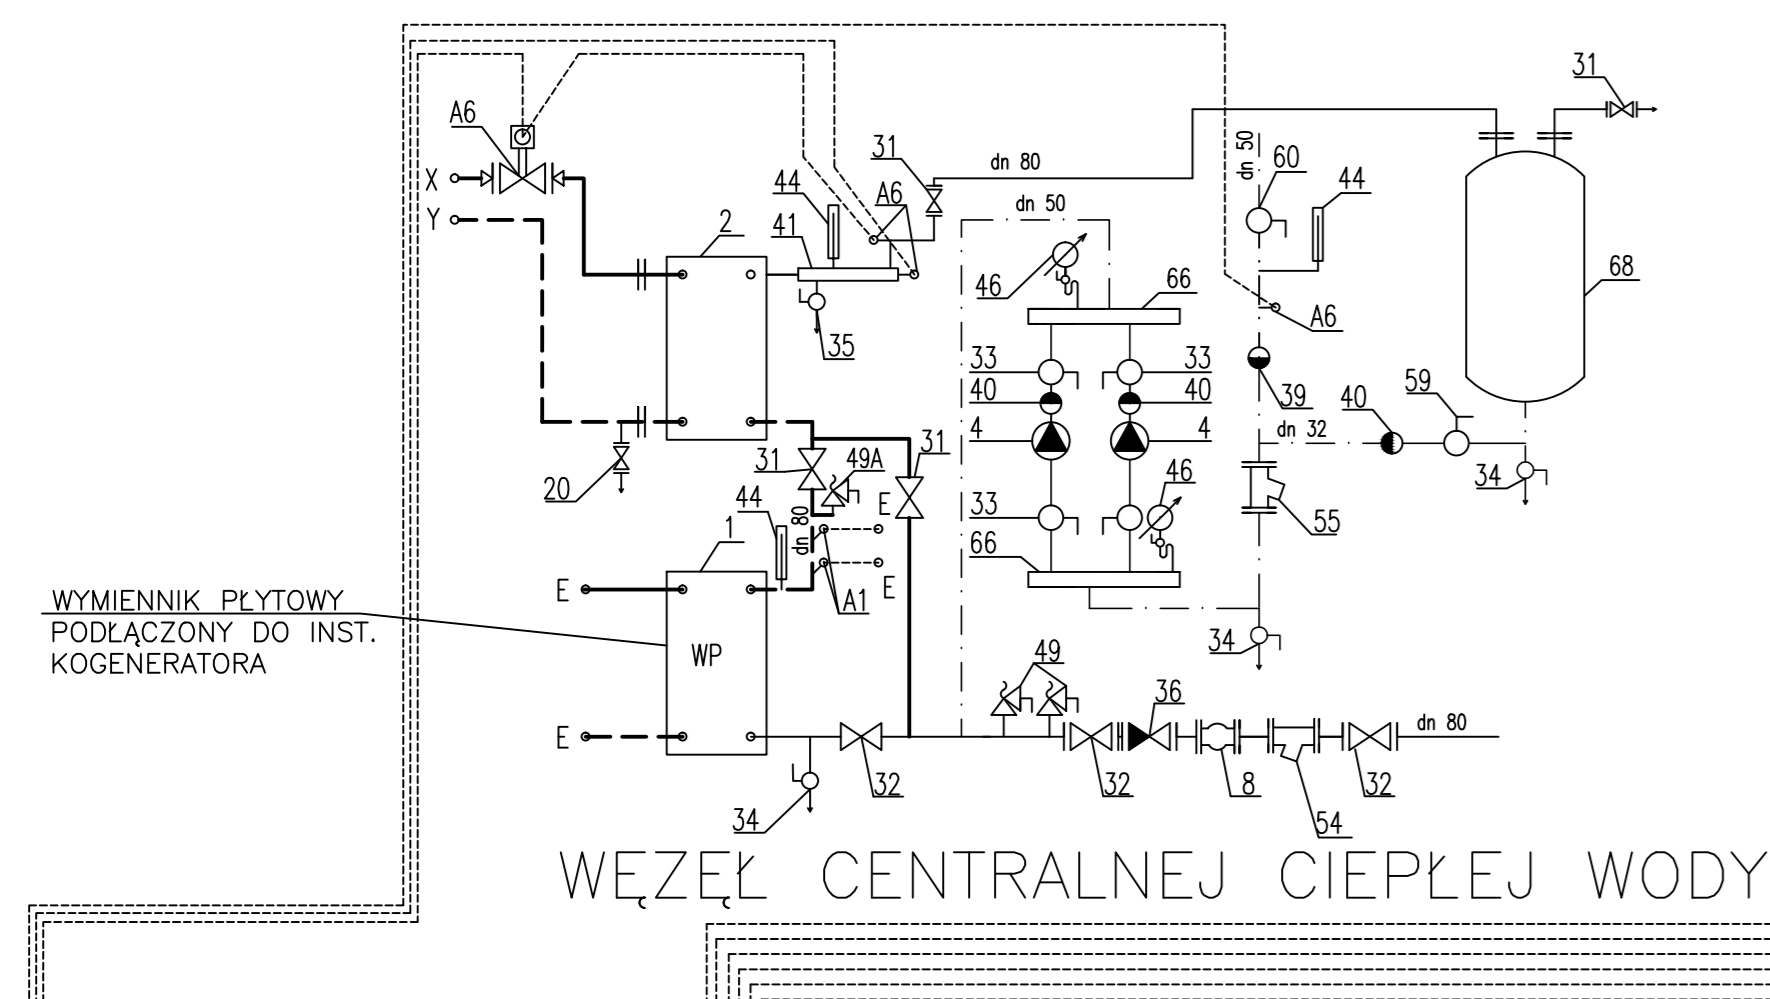 31
A6
dn 50
60
31
dn 80
44
44
A6
X
dn 50
Y
2
41
46
66
68
A6
35
33
33
40
40
39
59
40
4
4
dn 32
31
49A
31
46
34
20
E
44
33
55
1
dn 80
66
E
E
A1
WYMIENNIK PŁYTOWY
PODŁĄCZONY DO INST.
KOGENERATORA
WP
34
49
36
E
dn 80
32
32
8
32
34
54
WĘZĘŁ CENTRALNEJ CIEPŁEJ WODY